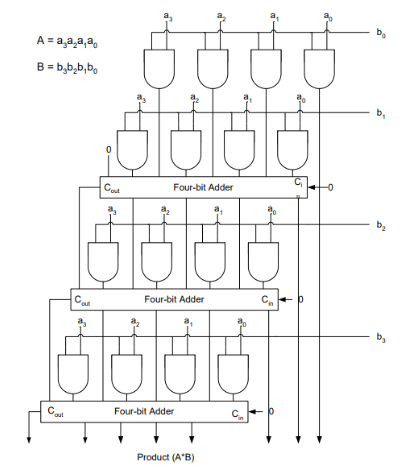 a₃ a₂ a₁ a₀
b₀
A = a₃a₂a₁a₀
B = b₃b₂b₁b₀
a₃ a₂ a₁ a₀
b₁
0
Cout Four-bit Adder Cin 0
a₃ a₂ a₁ a₀
b₂
Cout Four-bit Adder Cin 0
a₃ a₂ a₁ a₀
b₃
Cout Four-bit Adder Cin 0
Product (A*B)